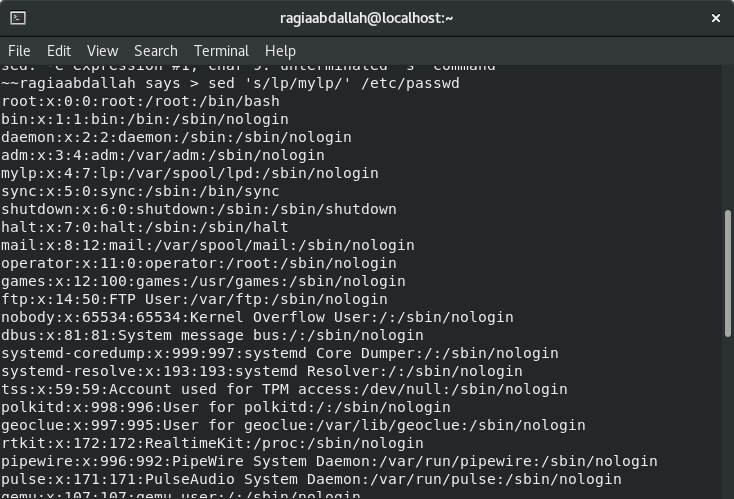 ragiaabdallah@localhost:~
File Edit View Search Terminal Help
sed: -e expression #1, char 9: unterminated `s' command
~~ragiaabdallah says > sed 's/lp/mylp/' /etc/passwd
root:x:0:0:root:/root:/bin/bash
bin:x:1:1:bin:/bin:/sbin/nologin
daemon:x:2:2:daemon:/sbin:/sbin/nologin
adm:x:3:4:adm:/var/adm:/sbin/nologin
mylp:x:4:7:lp:/var/spool/lpd:/sbin/nologin
sync:x:5:0:sync:/sbin:/bin/sync
shutdown:x:6:0:shutdown:/sbin:/sbin/shutdown
halt:x:7:0:halt:/sbin:/sbin/halt
mail:x:8:12:mail:/var/spool/mail:/sbin/nologin
operator:x:11:0:operator:/root:/sbin/nologin
games:x:12:100:games:/usr/games:/sbin/nologin
ftp:x:14:50:FTP User:/var/ftp:/sbin/nologin
nobody:x:65534:65534:Kernel Overflow User:/:/sbin/nologin
dbus:x:81:81:System message bus:/:/sbin/nologin
systemd-coredump:x:999:997:systemd Core Dumper:/:/sbin/nologin
systemd-resolve:x:193:193:systemd Resolver:/:/sbin/nologin
tss:x:59:59:Account used for TPM access:/dev/null:/sbin/nologin
polkitd:x:998:996:User for polkitd:/:/sbin/nologin
geoclue:x:997:995:User for geoclue:/var/lib/geoclue:/sbin/nologin
rtkit:x:172:172:RealtimeKit:/proc:/sbin/nologin
pipewire:x:996:992:PipeWire System Daemon:/var/run/pipewire:/sbin/nologin
pulse:x:171:171:PulseAudio System Daemon:/var/run/pulse:/sbin/nologin
qemu:x:107:107:qemu user:/:/sbin/nologin